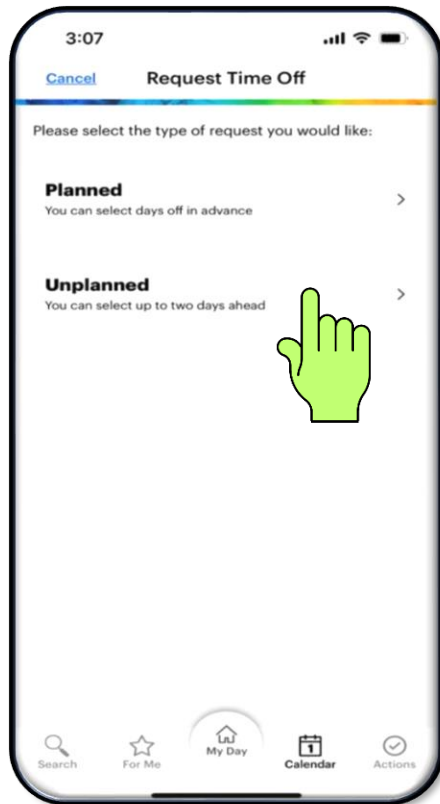 3:07
Cancel Request Time Off
Please select the type of request you would like:
Planned
You can select days off in advance
Unplanned
You can select up to two days ahead
1
Search For Me My Day Calendar Actions